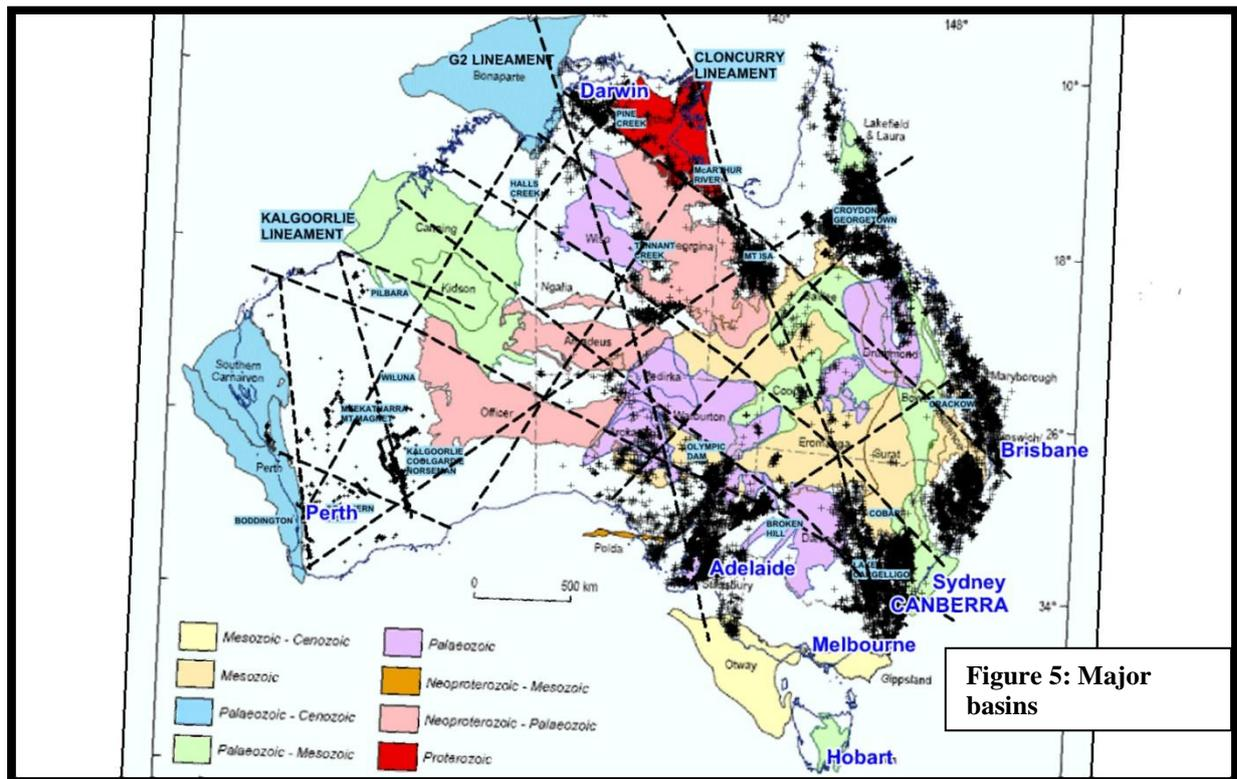 140°
148°
G2 LINEAMENT
Bonaparte
CLONCURRY
LINEAMENT
Darwin
10°
PINE
CREEK
Lakefield
& Laura
McARTHUR
RIVER
HALLS
CREEK
CROYDON
GEORGETOWN
KALGOORLIE
LINEAMENT
Canning
Wiso
TENNANT
CREEK
MT ISA
18°
PILBARA
Kidson
Ngalia
Amadeus
Drummond
Southern
Carnarvon
WILUNA
Pedirka
Maryborough
MEEKATHARRA
MT MAGNET
Officer
Warburton
CRACKOW
Eromanga
26°
OLYMPIC
DAM
Surat
Brisbane
Perth
KALGOORLIE
COOLGARDIE
NORSEMAN
BODDINGTON
Perth
BROKEN
HILL
COBAR
Polda
Adelaide
LAKE
CARGELLIGO
0
500 km
Sydney
CANBERRA
34°
Melbourne
Otway
Gippsland
Hobart
Mesozoic - Cenozoic
Mesozoic
Palaeozoic - Cenozoic
Palaeozoic - Mesozoic
Palaeozoic
Neoproterozoic - Mesozoic
Neoproterozoic - Palaeozoic
Proterozoic
Figure 5: Major
basins